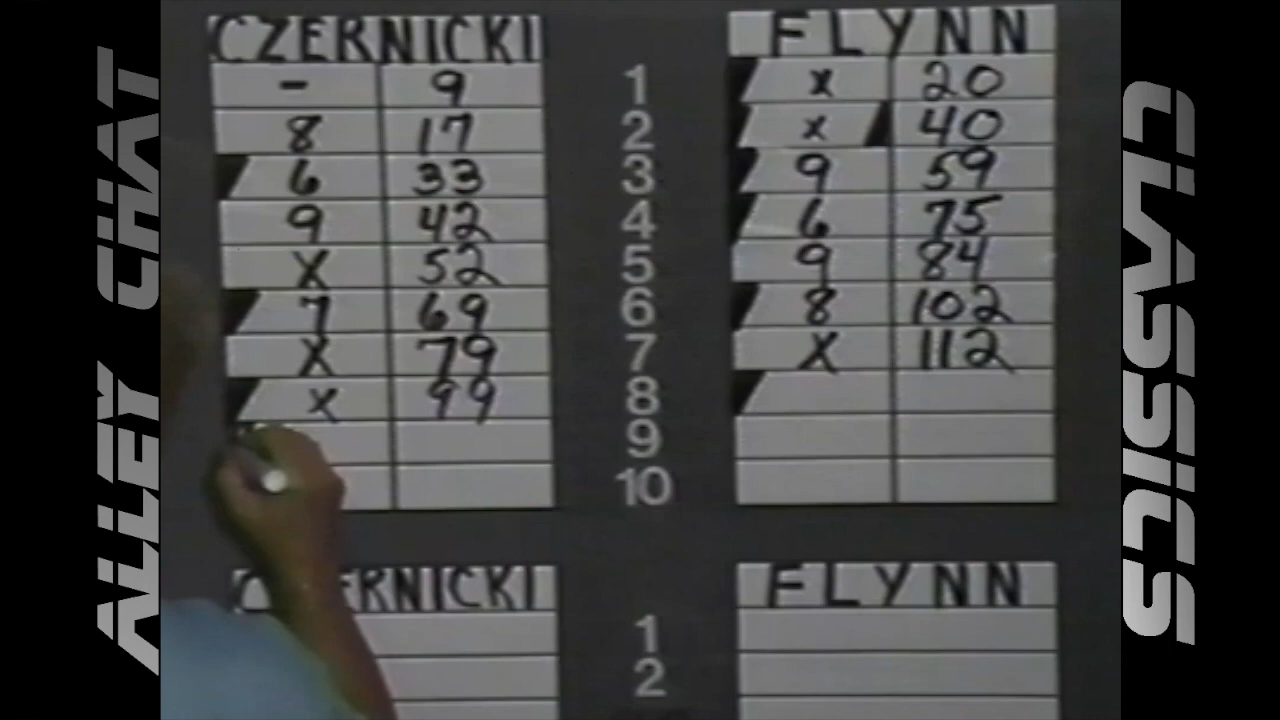 ALLEY CHAT
CZERNICKI
- 9
8 17
6 33
9 42
X 52
7 69
X 79
X 99
1
2
3
4
5
6
7
8
9
10
FLYNN
X 20
X 40
9 59
6 75
9 84
8 102
X 112
CZERNICKI
1
2
FLYNN
CLASSICS